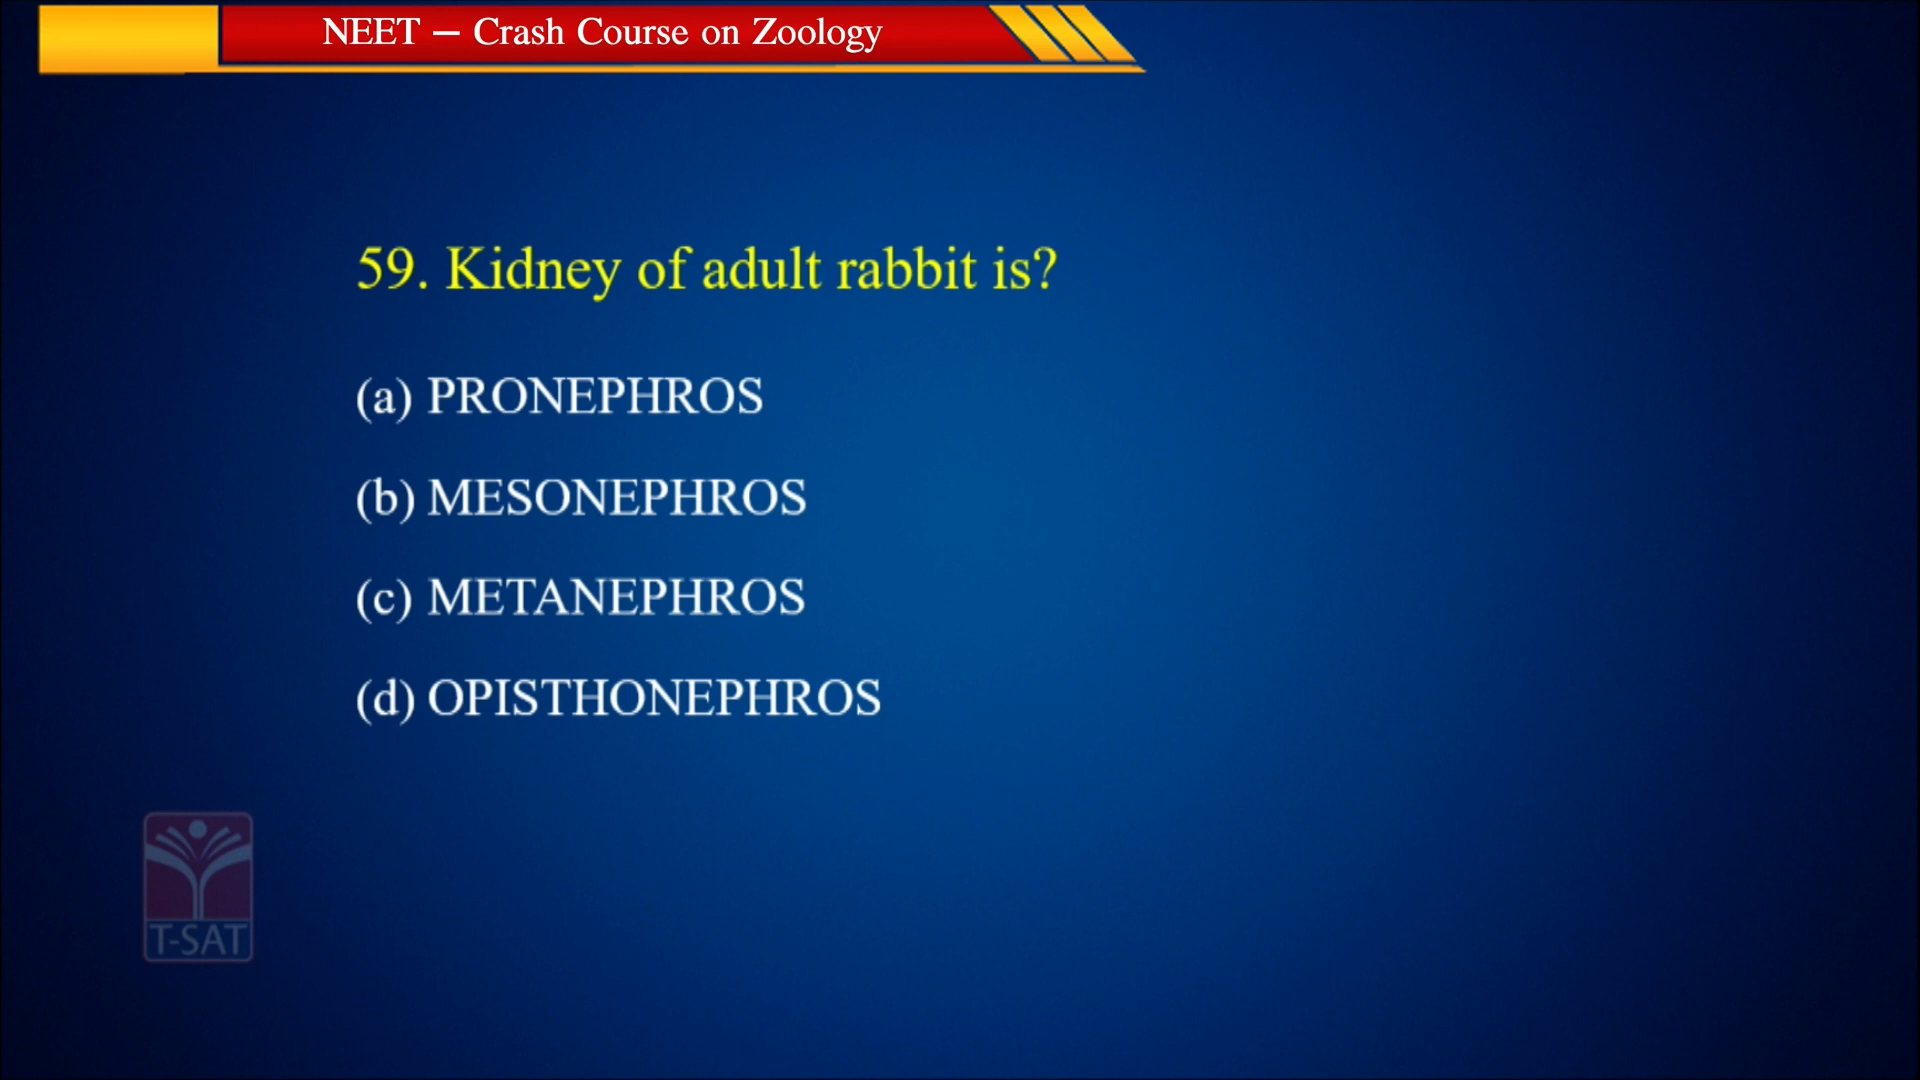 NEET – Crash Course on Zoology
59. Kidney of adult rabbit is?
(a) PRONEPHROS
(b) MESONEPHROS
(c) METANEPHROS
(d) OPISTHONEPHROS
T-SAT